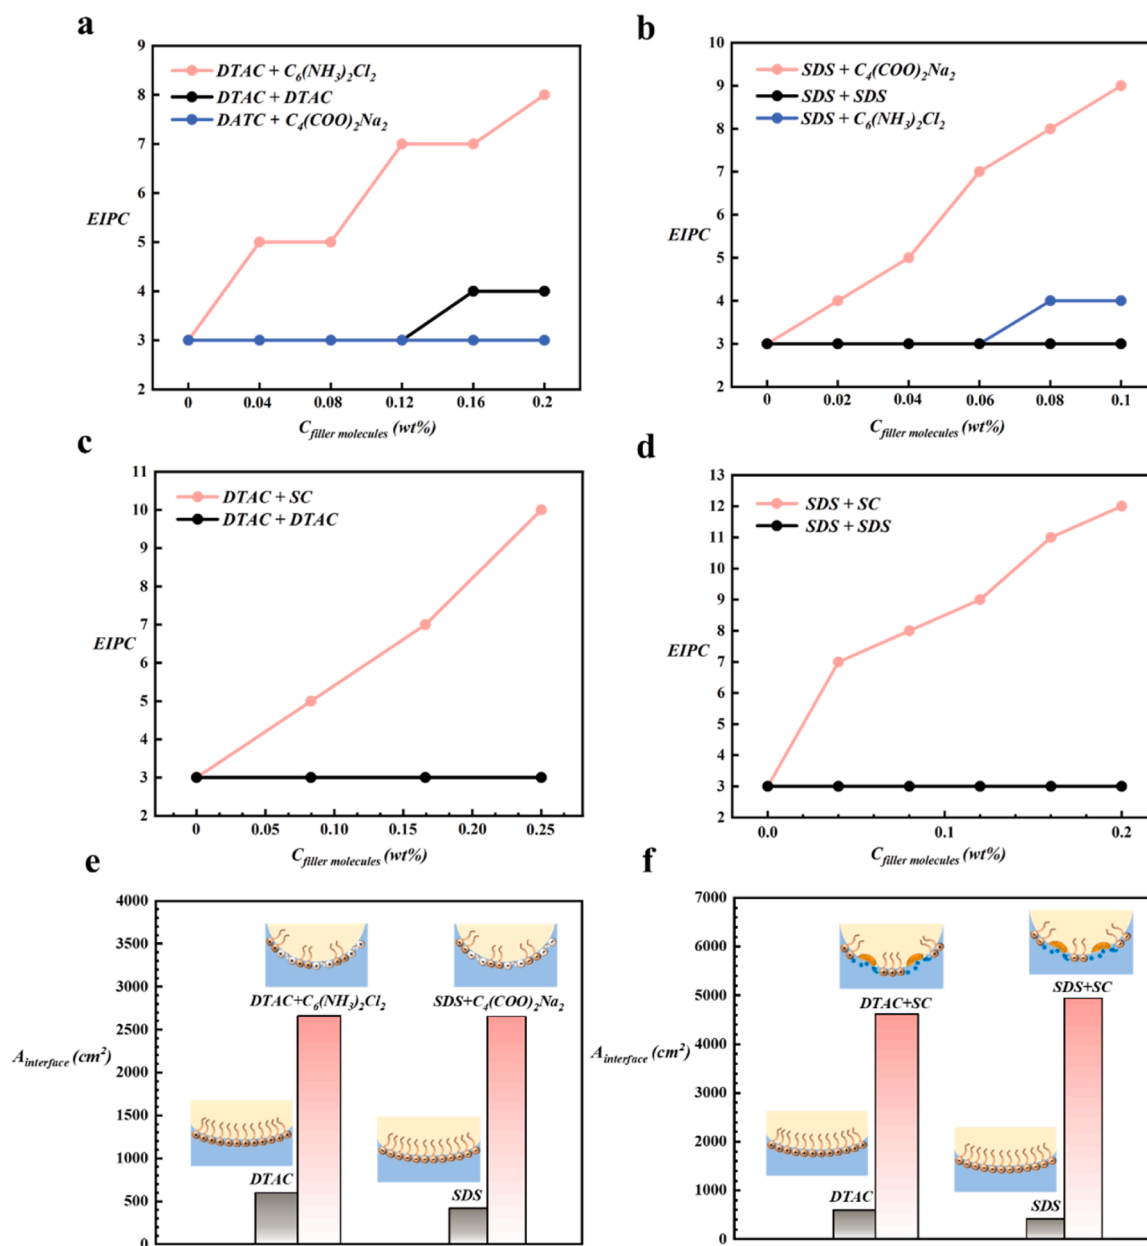 a
9
8
7
6
5
4
3
2
EIPC
DTAC + C6(NH3)2Cl2
DTAC + DTAC
DATC + C4(COO)2Na2
0 0.04 0.08 0.12 0.16 0.2
Cfiller molecules (wt%)
b
10
9
8
7
6
5
4
3
2
EIPC
SDS + C4(COO)2Na2
SDS + SDS
SDS + C6(NH3)2Cl2
0 0.02 0.04 0.06 0.08 0.1
Cfiller molecules (wt%)
c
11
10
9
8
7
6
5
4
3
2
EIPC
DTAC + SC
DTAC + DTAC
0 0.05 0.10 0.15 0.20 0.25
Cfiller molecules (wt%)
d
13
12
11
10
9
8
7
6
5
4
3
2
EIPC
SDS + SC
SDS + SDS
0.0 0.1 0.2
Cfiller molecules (wt%)
e
4000
3500
3000
2500
2000
1500
1000
500
0
Ainterface (cm²)
DTAC+C6(NH3)2Cl2
SDS+C4(COO)2Na2
DTAC
SDS
f
7000
6000
5000
4000
3000
2000
1000
0
Ainterface (cm²)
DTAC+SC
SDS+SC
DTAC
SDS